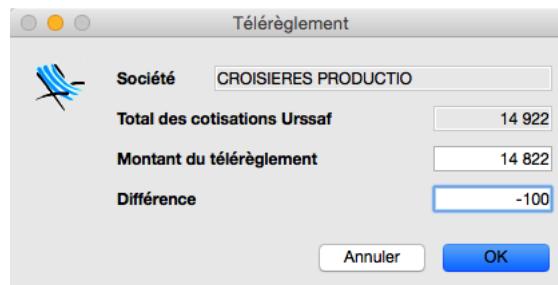 Télérèglement
Société CROISIERES PRODUCTIO
Total des cotisations Urssaf 14 922
Montant du télérèglement 14 822
Différence -100
Annuler OK